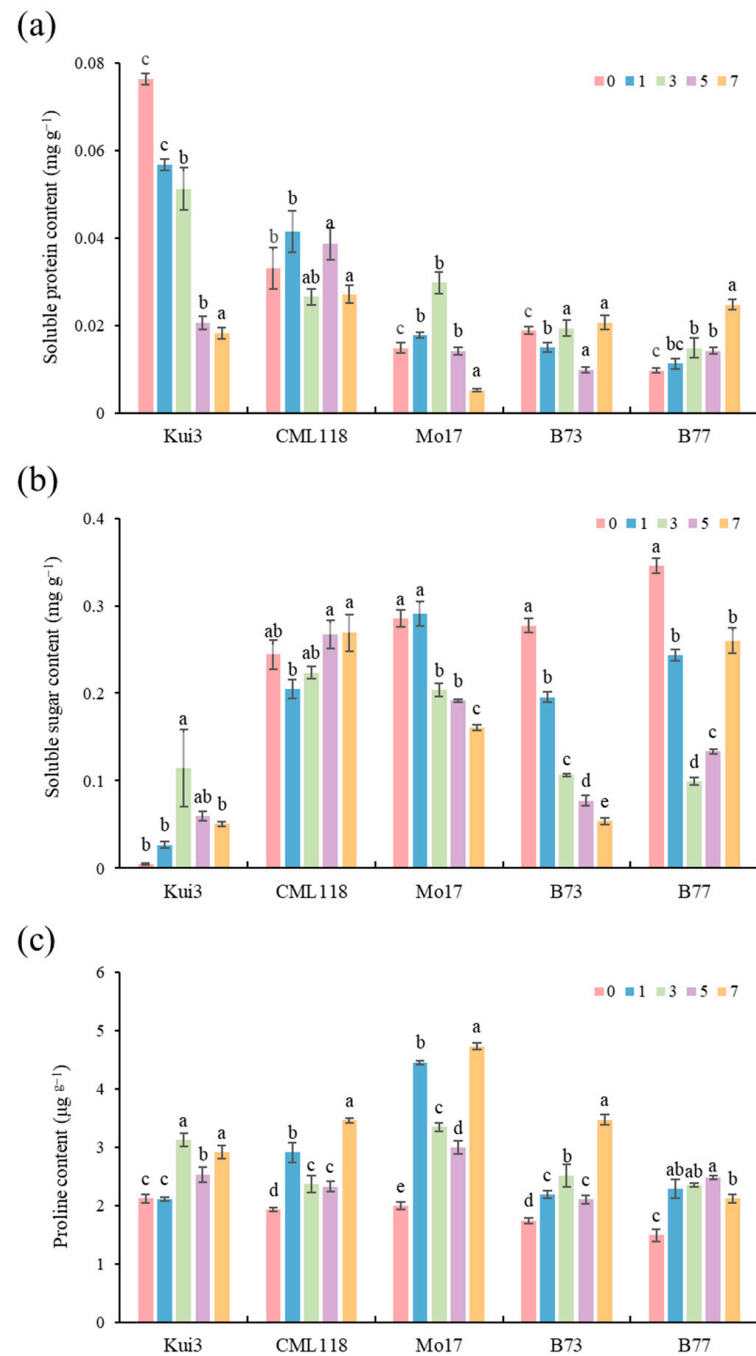 (a)
Soluble protein content (mg g⁻¹)
0.08
0.06
0.04
0.02
0
0 1 3 5 7
c c b b a
b b ab a a
c b b b a
c b a a a
c bc b b a
Kui3 CML118 Mo17 B73 B77
(b)
Soluble sugar content (mg g⁻¹)
0.4
0.3
0.2
0.1
0
0 1 3 5 7
b b a ab b
ab b ab a a
a a b b c
a b c d e
a b d c b
Kui3 CML118 Mo17 B73 B77
(c)
Proline content (μg g⁻¹)
6
5
4
3
2
1
0
0 1 3 5 7
c c a b a
d b c c a
e b c d a
d c b c a
c ab ab a b
Kui3 CML118 Mo17 B73 B77